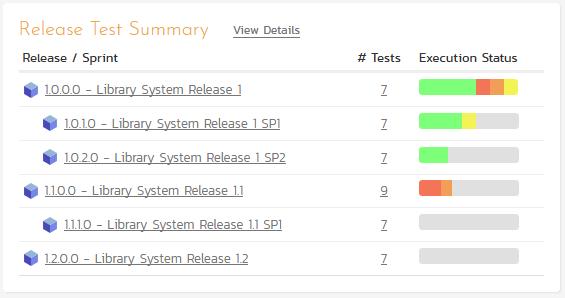 Release Test Summary View Details
Release / Sprint # Tests Execution Status
1.0.0.0 - Library System Release 1 7
1.0.1.0 - Library System Release 1 SP1 7
1.0.2.0 - Library System Release 1 SP2 7
1.1.0.0 - Library System Release 1.1 9
1.1.1.0 - Library System Release 1.1 SP1 7
1.2.0.0 - Library System Release 1.2 7